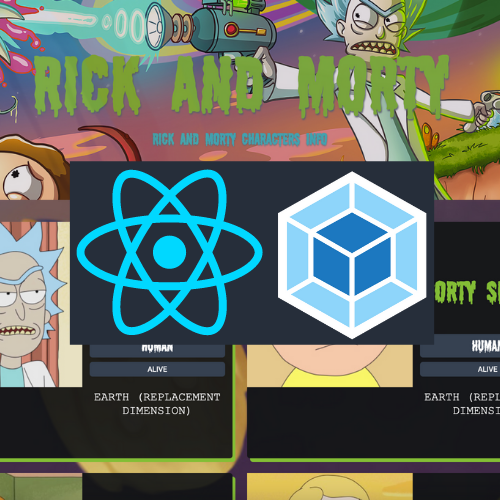 RICK AND MORTY
RICK AND MORTY CHARACTERS INFO
HUMAN
ALIVE
EARTH (REPLACEMENT
DIMENSION)
ORTY S
HUMAN
ALIVE
EARTH (REPL
DIMENSI